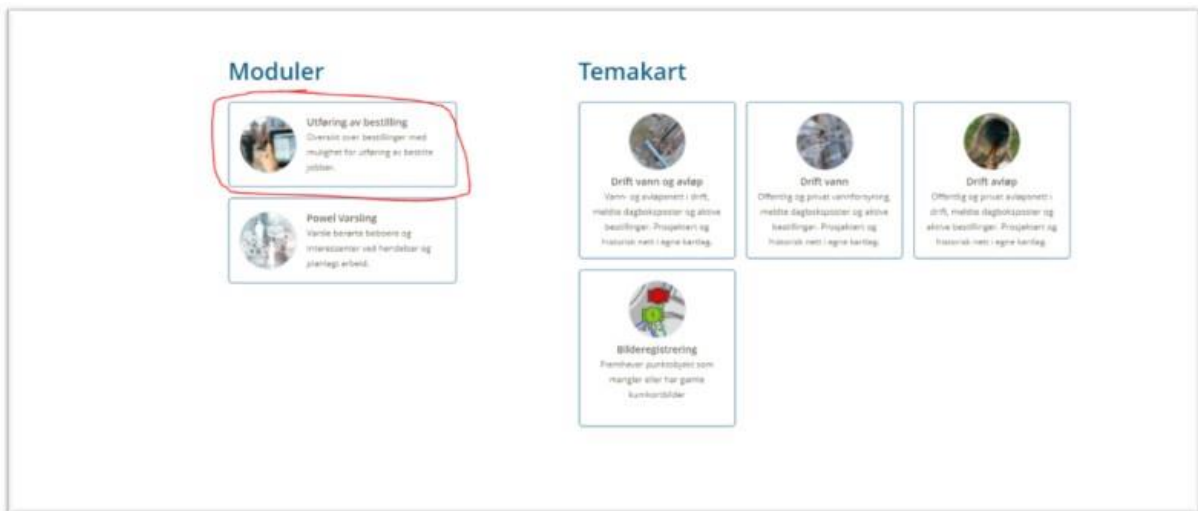 Moduler
Utføring av bestilling
Oversikt over bestillinger med
mulighet for utføring av bestilte
jobber.
Powel Varsling
Varsle berørte beboere og
interessenter ved hendelser og
planlagt arbeid.
Temakart
Drift vann og avløp
Vann- og avløpsnett i drift,
meldte dagboksposter og aktive
bestillinger. Prosjektert og
historisk nett i egne kartlag.
Drift vann
Offentlig og privat vannforsyning,
meldte dagboksposter og aktive
bestillinger. Prosjektert og
historisk nett i egne kartlag.
Drift avløp
Offentlig og privat avløpsnett i
drift, meldte dagboksposter og
aktive bestillinger. Prosjektert og
historisk nett i egne kartlag.
Bilderegistrering
Fremhever punktobjekt som
mangler eller har gamle
kumkortbilder